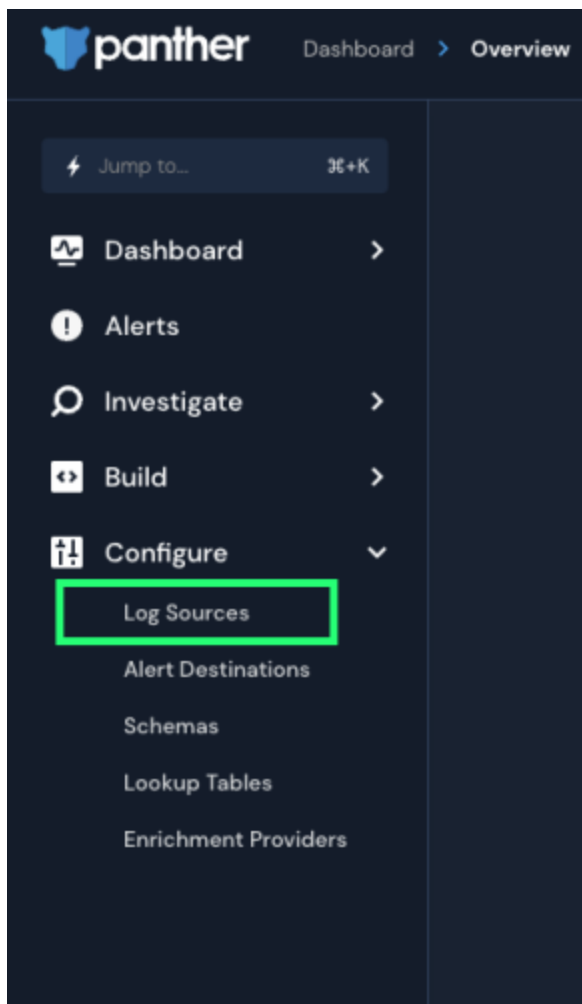 panther Dashboard > Overview
Jump to... ⌘+K
Dashboard
Alerts
Investigate
Build
Configure
Log Sources
Alert Destinations
Schemas
Lookup Tables
Enrichment Providers